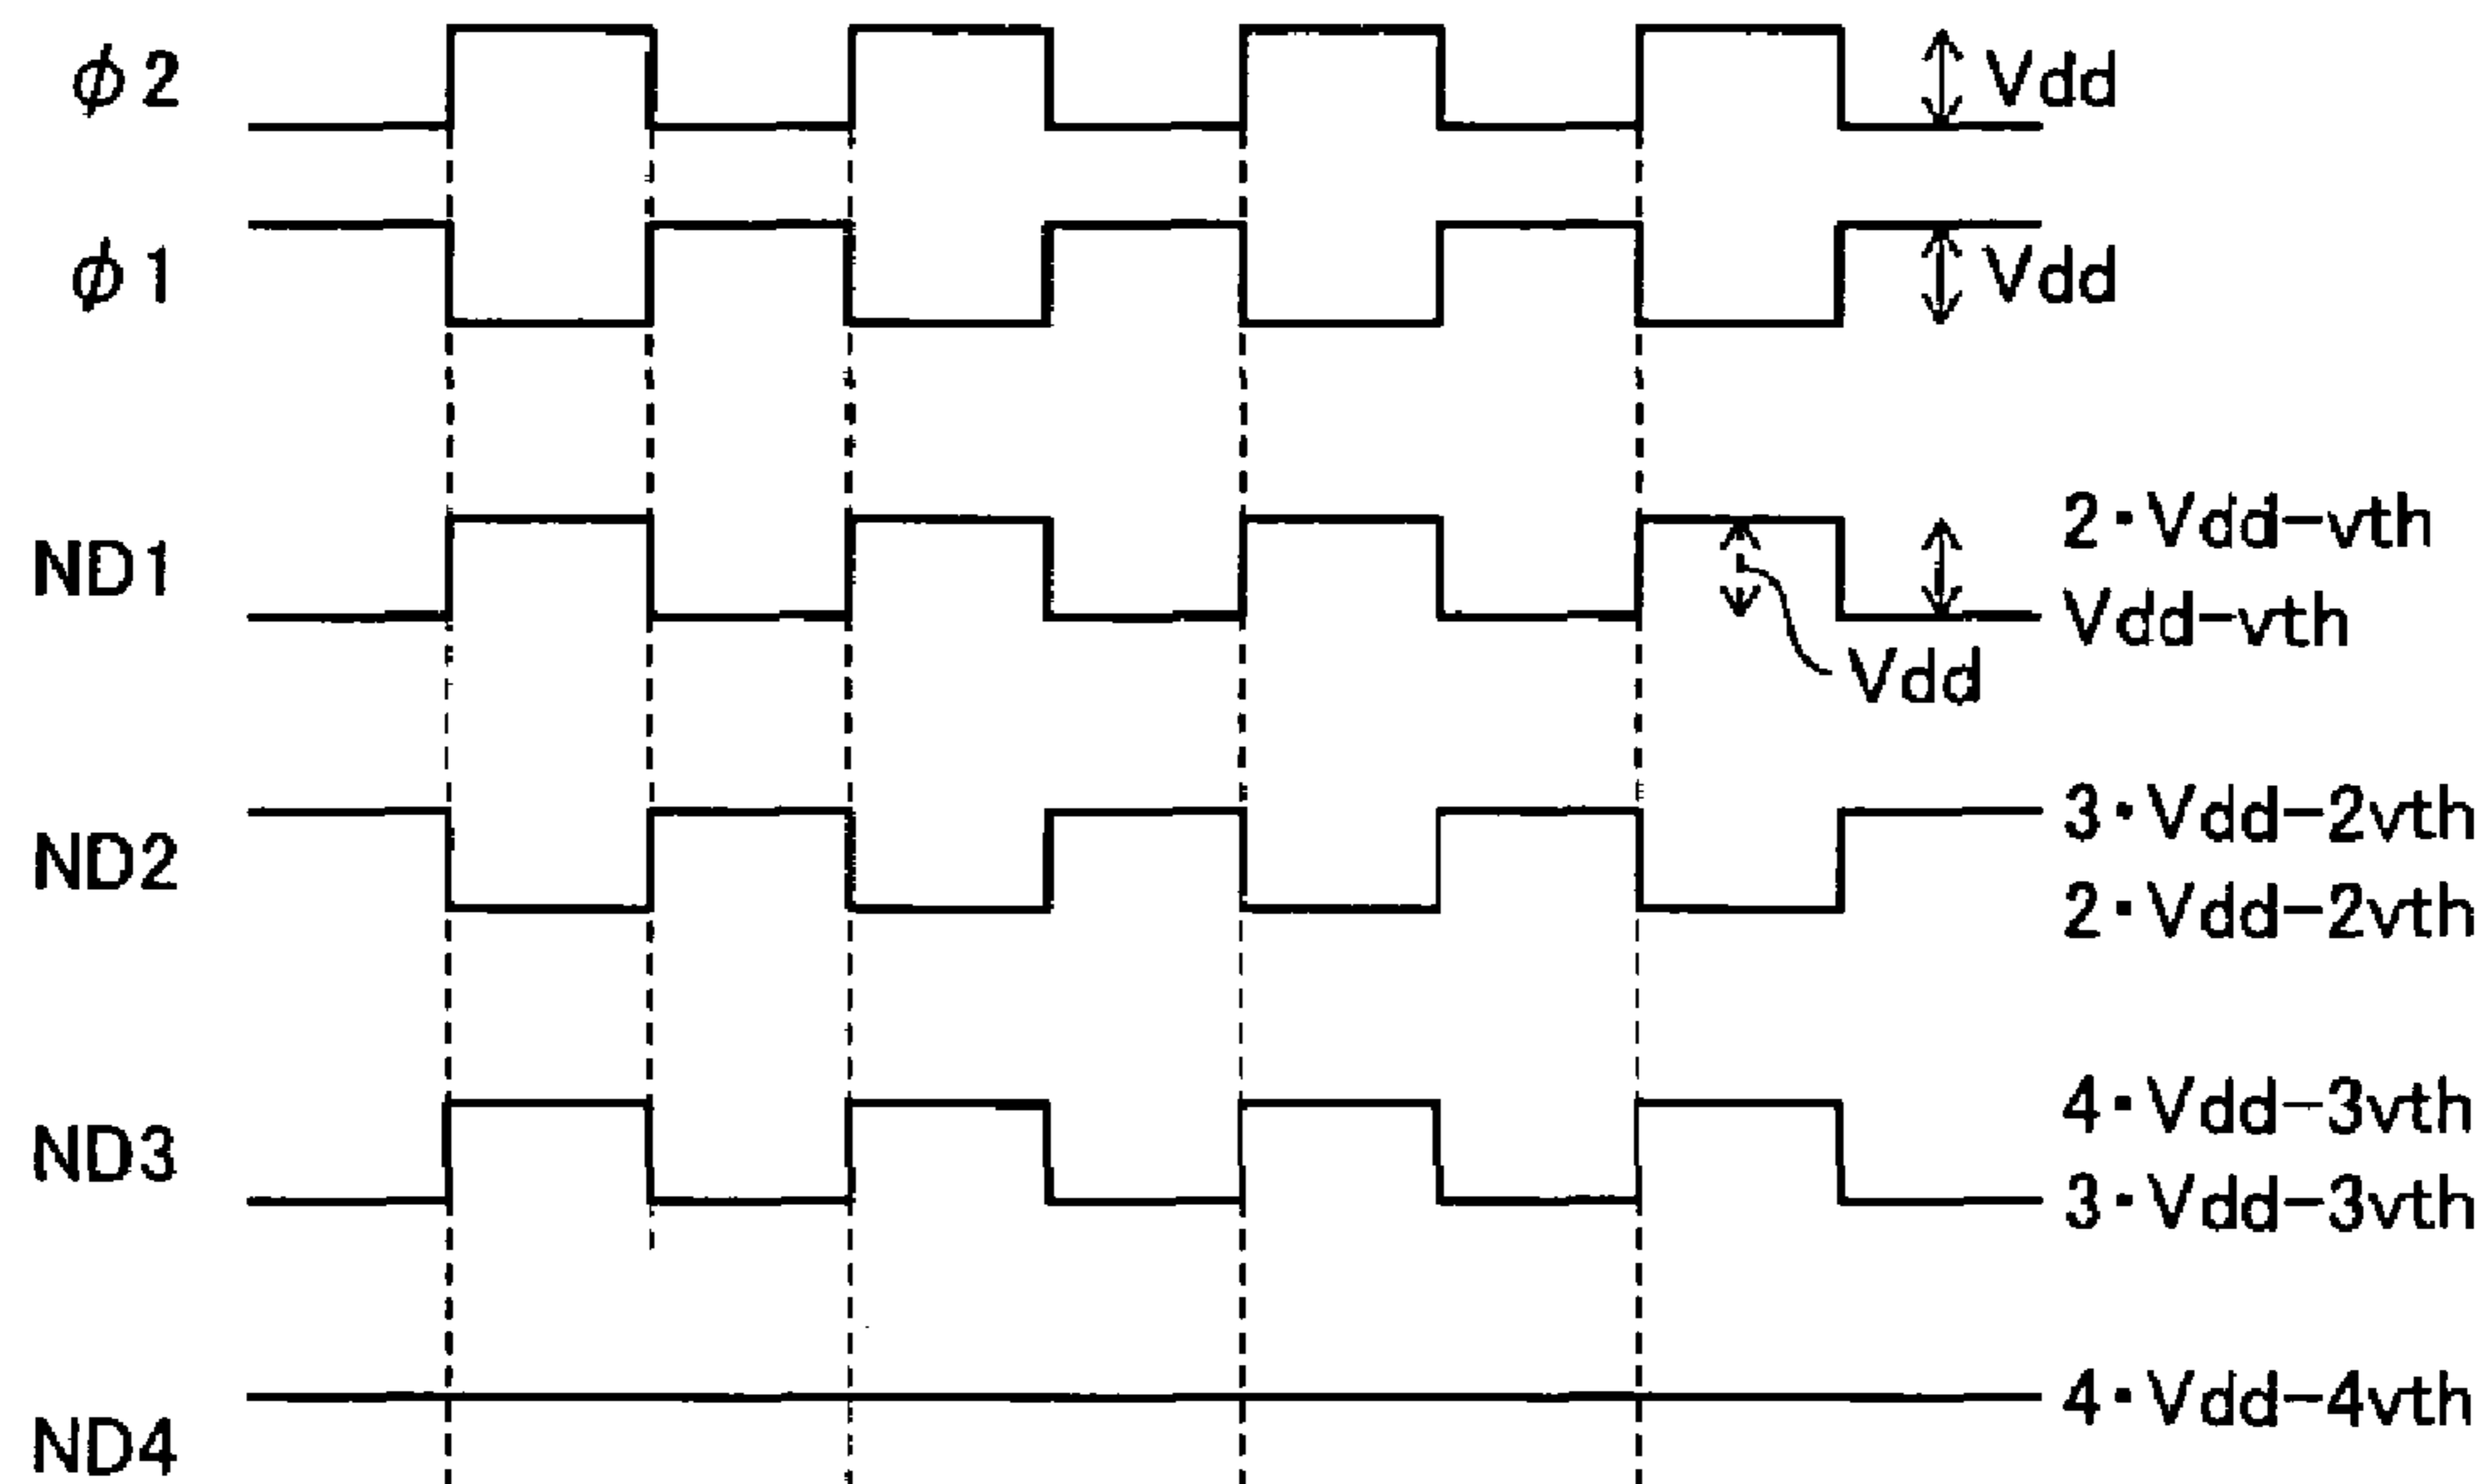 ϕ2
Vdd
ϕ1
Vdd
ND1
2・Vdd−vth
Vdd−vth
Vdd
ND2
3・Vdd−2vth
2・Vdd−2vth
ND3
4・Vdd−3vth
3・Vdd−3vth
ND4
4・Vdd−4vth